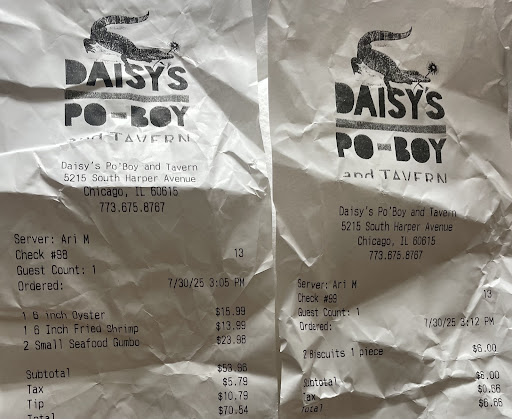 DAISY'S
PO-BOY
and TAVERN
Daisy's Po'Boy and Tavern
5215 South Harper Avenue
Chicago, IL 60615
773.675.8767
Server: Ari M
Check #98 13
Guest Count: 1
Ordered: 7/30/25 3:05 PM
1 6 inch Oyster $15.99
1 6 Inch Fried Shrimp $13.99
2 Small Seafood Gumbo $23.98
Subtotal $53.96
Tax $5.79
Tip $10.79
Total $70.54
DAISY'S
PO-BOY
and TAVERN
Daisy's Po'Boy and Tavern
5215 South Harper Avenue
Chicago, IL 60615
773.675.8767
Server: Ari M
Check #99 13
Guest Count: 1
Ordered: 7/30/25 3:12 PM
2 Biscuits 1 piece $6.00
Subtotal $6.00
Tax $0.66
Total $6.66